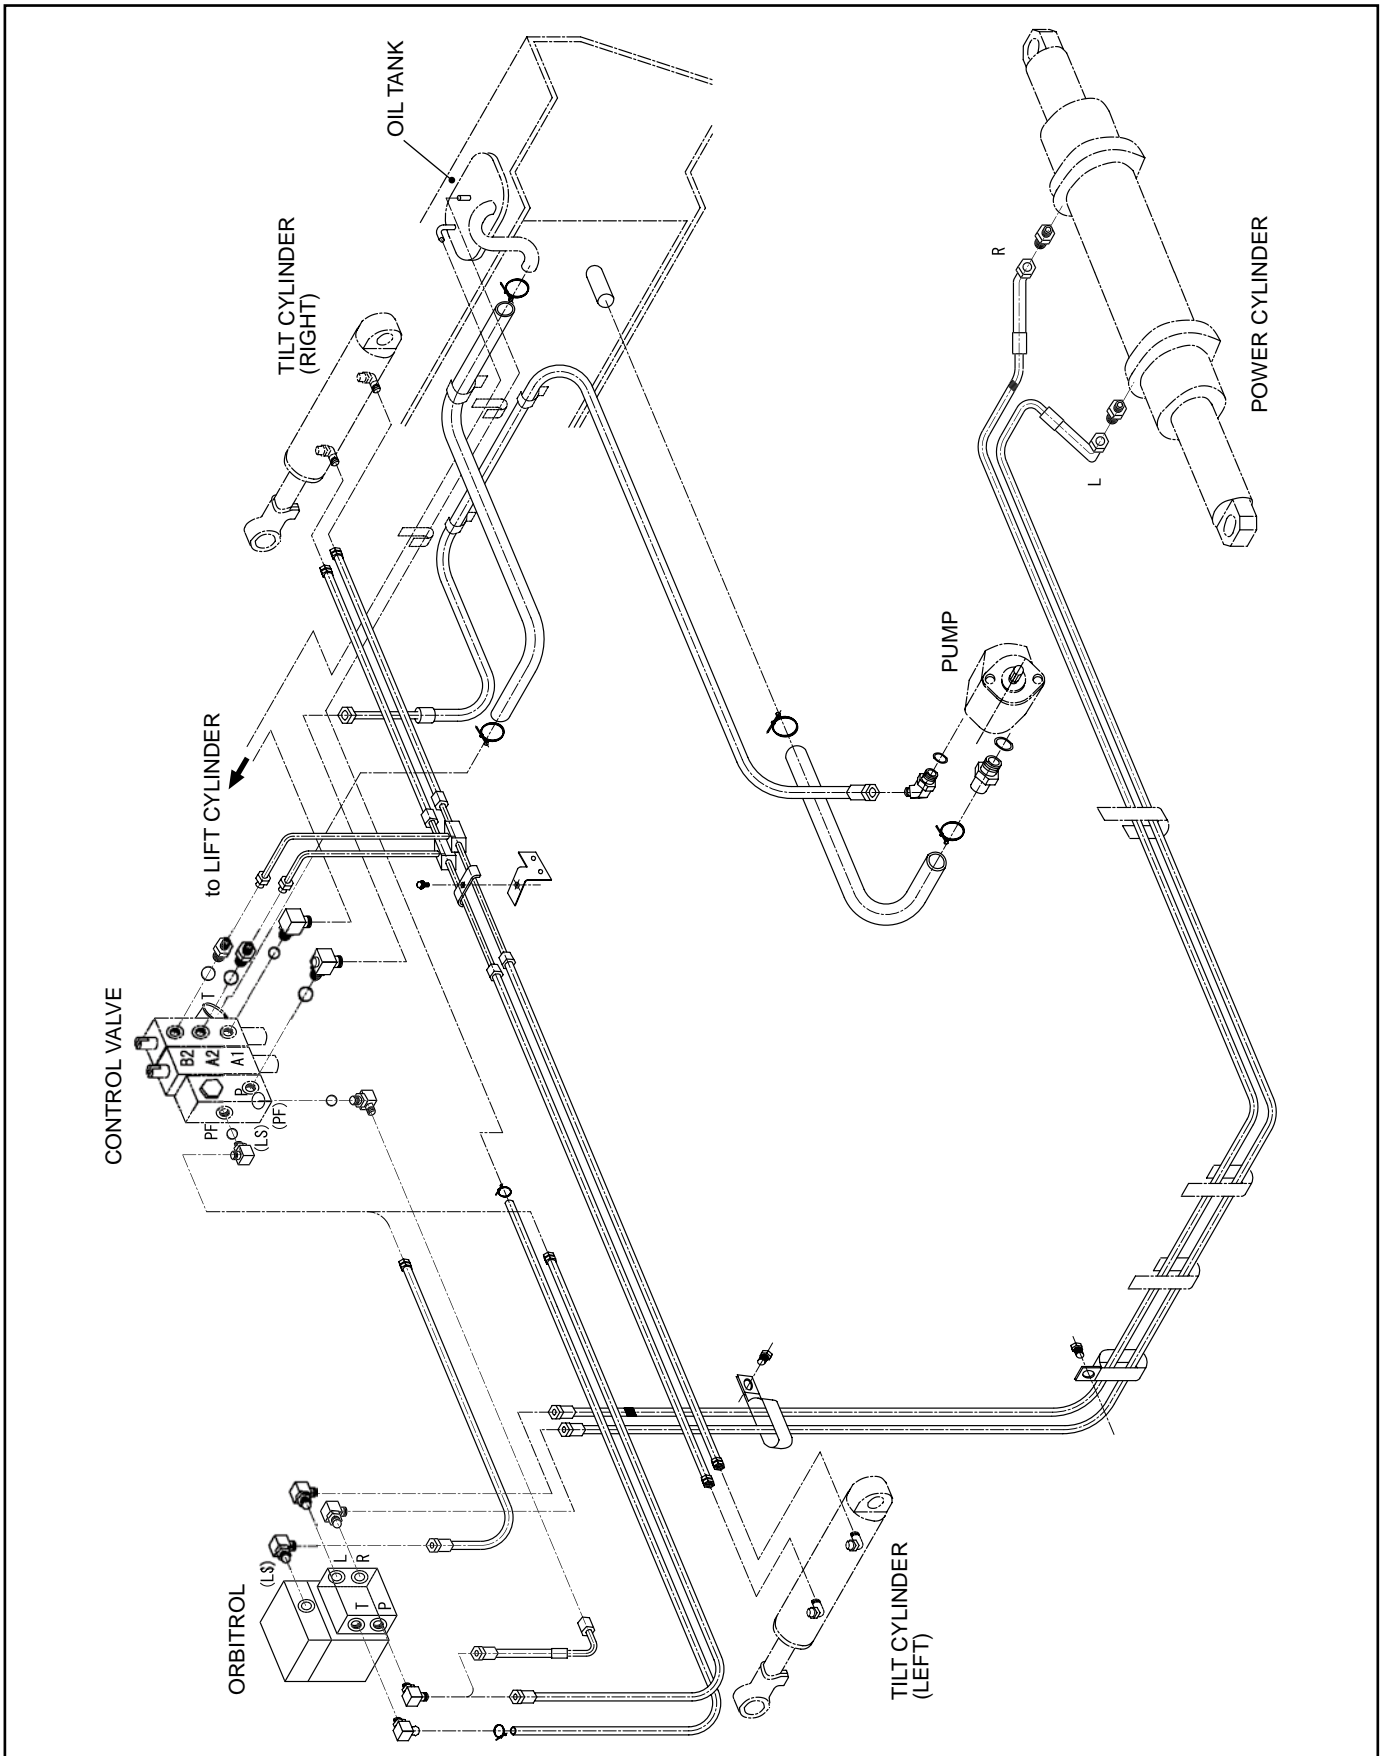 OIL TANK
TILT CYLINDER
(RIGHT)
to LIFT CYLINDER
CONTROL VALVE
T
B2
A2
A1
P
PF
(LS)
(PF)
R
L
POWER CYLINDER
PUMP
ORBITROL
(LS)
L
R
T
P
TILT CYLINDER
(LEFT)